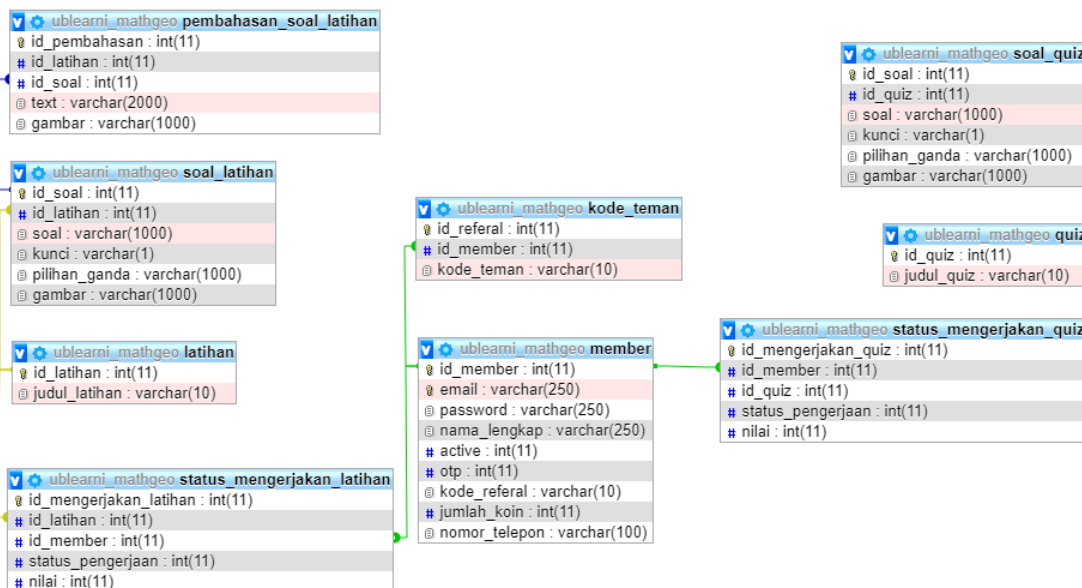 ublearni_mathgeo pembahasan_soal_latihan
id_pembahasan : int(11)
id_latihan : int(11)
id_soal : int(11)
text : varchar(2000)
gambar : varchar(1000)
ublearni_mathgeo soal_latihan
id_soal : int(11)
id_latihan : int(11)
soal : varchar(1000)
kunci : varchar(1)
pilihan_ganda : varchar(1000)
gambar : varchar(1000)
ublearni_mathgeo latihan
id_latihan : int(11)
judul_latihan : varchar(10)
ublearni_mathgeo status_mengerjakan_latihan
id_mengerjakan_latihan : int(11)
id_latihan : int(11)
id_member : int(11)
status_pengerjaan : int(11)
nilai : int(11)
ublearni_mathgeo kode_teman
id_referal : int(11)
id_member : int(11)
kode_teman : varchar(10)
ublearni_mathgeo member
id_member : int(11)
email : varchar(250)
password : varchar(250)
nama_lengkap : varchar(250)
active : int(11)
otp : int(11)
kode_referal : varchar(10)
jumlah_koin : int(11)
nomor_telepon : varchar(100)
ublearni_mathgeo soal_quiz
id_soal : int(11)
id_quiz : int(11)
soal : varchar(1000)
kunci : varchar(1)
pilihan_ganda : varchar(1000)
gambar : varchar(1000)
ublearni_mathgeo quiz
id_quiz : int(11)
judul_quiz : varchar(10)
ublearni_mathgeo status_mengerjakan_quiz
id_mengerjakan_quiz : int(11)
id_member : int(11)
id_quiz : int(11)
status_pengerjaan : int(11)
nilai : int(11)